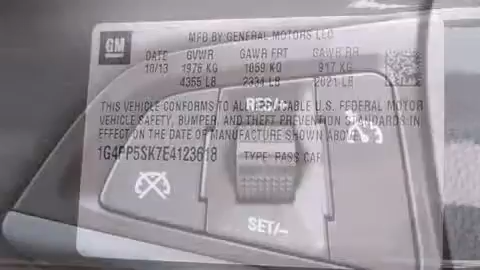 GM
MFD BY GENERAL MOTORS LLC
DATE GVWR GAWR FRT GAWR RR
10/13 1976 KG 1059 KG 917 KG
4355 LB 2334 LB 2021 LB
RES/+
THIS VEHICLE CONFORMS TO ALL APPLICABLE U.S. FEDERAL MOTOR
VEHICLE SAFETY, BUMPER, AND THEFT PREVENTION STANDARDS IN
EFFECT ON THE DATE OF MANUFACTURE SHOWN ABOVE
1G4PP5SK7E4123618 TYPE: PASS CAR
SET/-